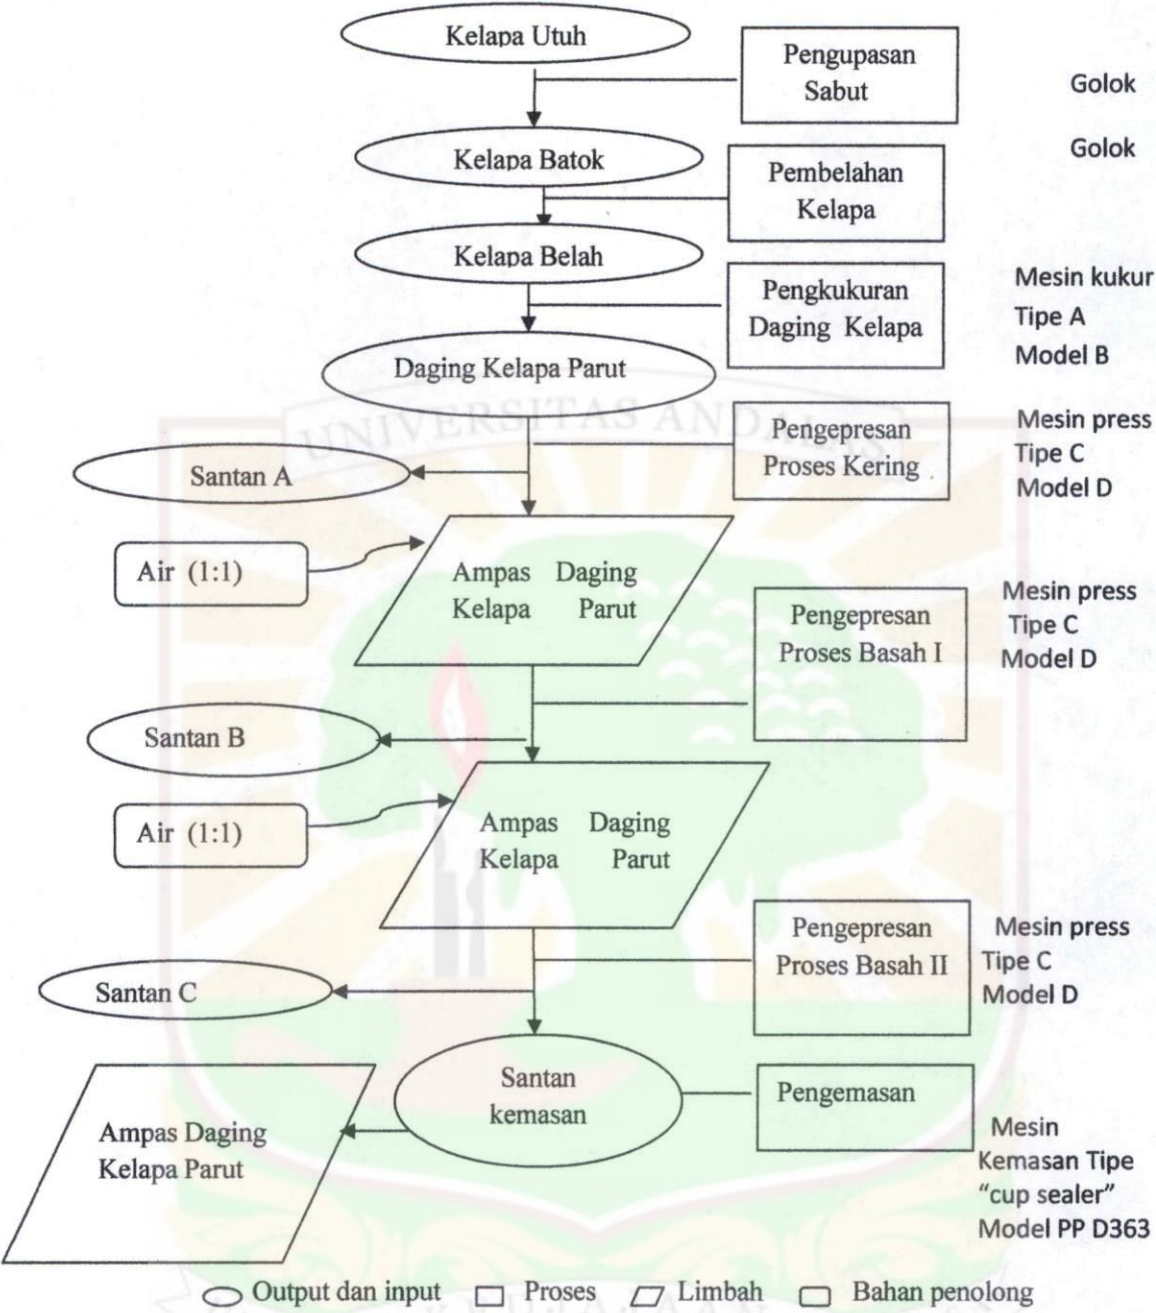 Kelapa Utuh
Pengupasan
Sabut
Golok
Kelapa Batok
Golok
Pembelahan
Kelapa
Kelapa Belah
Pengkukuran
Daging Kelapa
Mesin kukur
Tipe A
Model B
Daging Kelapa Parut
UNIVERSITAS ANDALAS
Pengepresan
Proses Kering
Mesin press
Tipe C
Model D
Santan A
Air (1:1)
Ampas Daging
Kelapa Parut
Pengepresan
Proses Basah I
Mesin press
Tipe C
Model D
Santan B
Air (1:1)
Ampas Daging
Kelapa Parut
Pengepresan
Proses Basah II
Mesin press
Tipe C
Model D
Santan C
Santan
kemasan
Pengemasan
Ampas Daging
Kelapa Parut
Mesin
Kemasan Tipe
“cup sealer”
Model PP D363
Output dan input Proses Limbah Bahan penolong